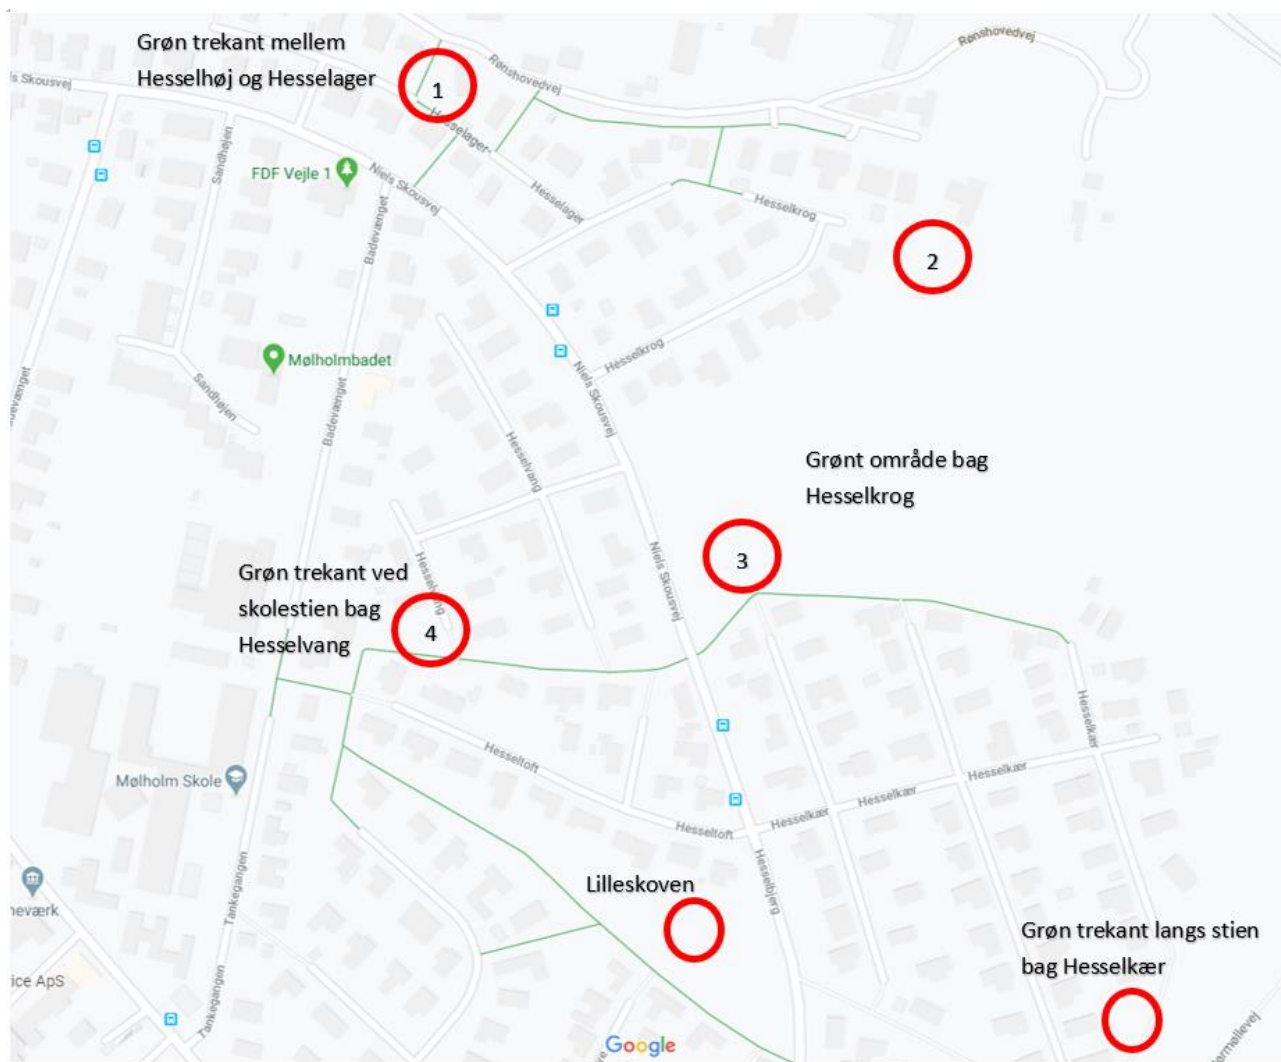 Grøn trekant mellem
Hesselhøj og Hesselager
1
Rønshovedvej
Rønshovedvej
Niels Skousvej
Sandhøjen
FDF Vejle 1
Hesselager
Hesselager
Niels Skousvej
Badevænget
Hesselkrog
2
Mølholmbadet
Hesselkrog
Niels Skousvej
Sandhøjen
Badevænget
Hesselvang
Grønt område bag
Hesselkrog
3
Niels Skousvej
Hesselvang
Grøn trekant ved
skolestien bag
Hesselvang
4
Hesselkær
Hesseltoft
Mølholm Skole
Hesselkær
Hesselkær
Hesselkær
Hesseltoft
Hesselbjerg
Lilleskoven
Tankegangen
Grøn trekant langs stien
bag Hesselkær
ice ApS
Tankegangen
Google